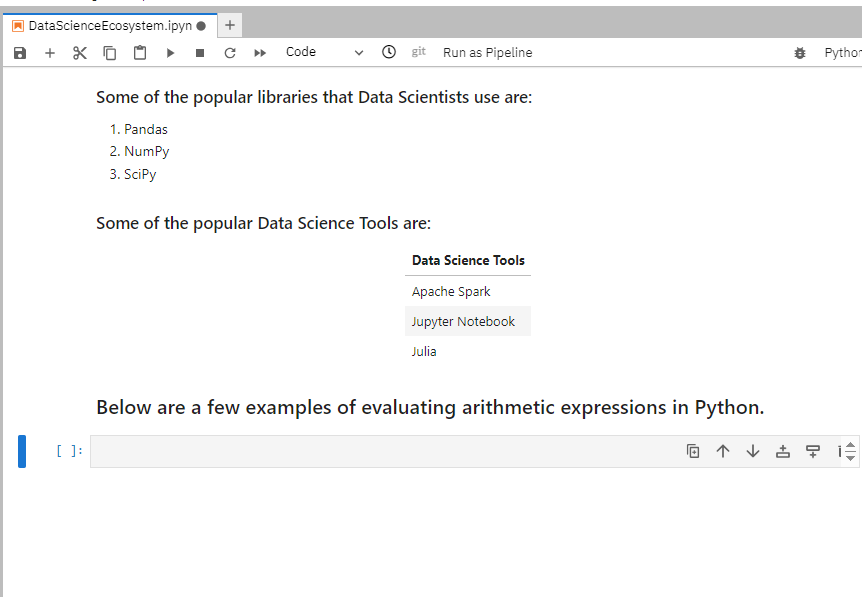 DataScienceEcosystem.ipyn
Code
git
Run as Pipeline
Python
Some of the popular libraries that Data Scientists use are:
1. Pandas
2. NumPy
3. SciPy
Some of the popular Data Science Tools are:
Data Science Tools
Apache Spark
Jupyter Notebook
Julia
Below are a few examples of evaluating arithmetic expressions in Python.
[ ]: